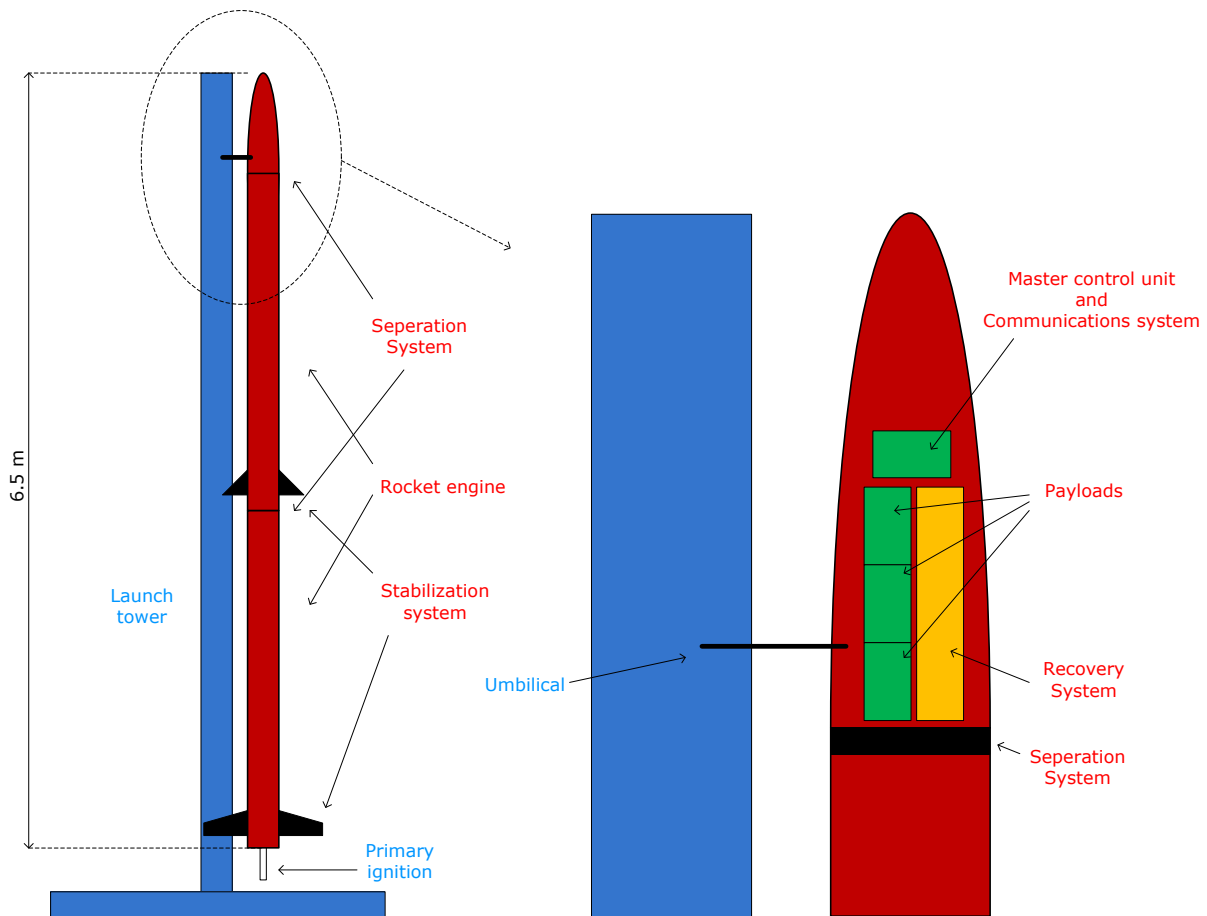 6.5 m
Seperation
System
Rocket engine
Launch
tower
Stabilization
system
Primary
ignition
Master control unit
and
Communications system
Payloads
Umbilical
Recovery
System
Seperation
System